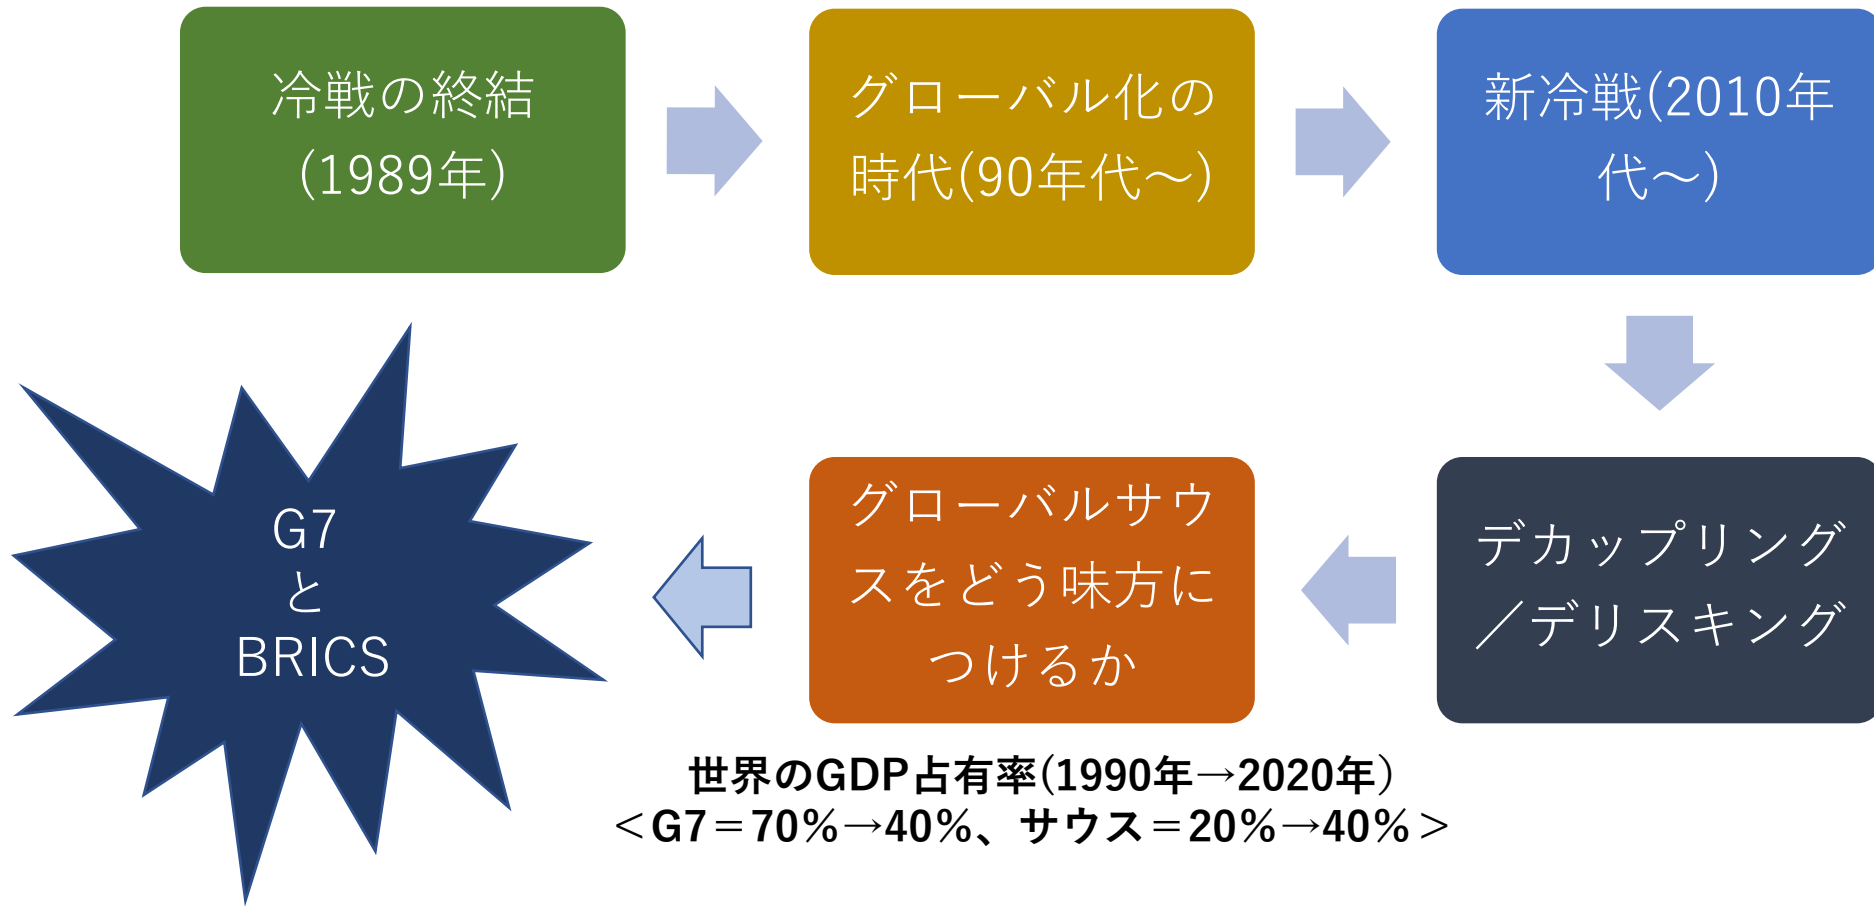 冷戦の終結
(1989年)
グローバル化の
時代(90年代～)
新冷戦(2010年
代～)
デカップリング
／デリスキング
グローバルサウ
スをどう味方に
つけるか
G7
と
BRICS
世界のGDP占有率(1990年→2020年)
＜G7＝70%→40%、サウス＝20%→40%＞